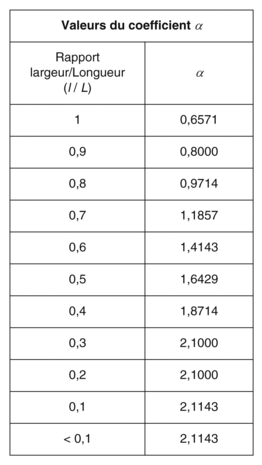 Valeurs du coefficient α
Rapport
largeur/Longueur
(l / L)
α
1 0,6571
0,9 0,8000
0,8 0,9714
0,7 1,1857
0,6 1,4143
0,5 1,6429
0,4 1,8714
0,3 2,1000
0,2 2,1000
0,1 2,1143
< 0,1 2,1143